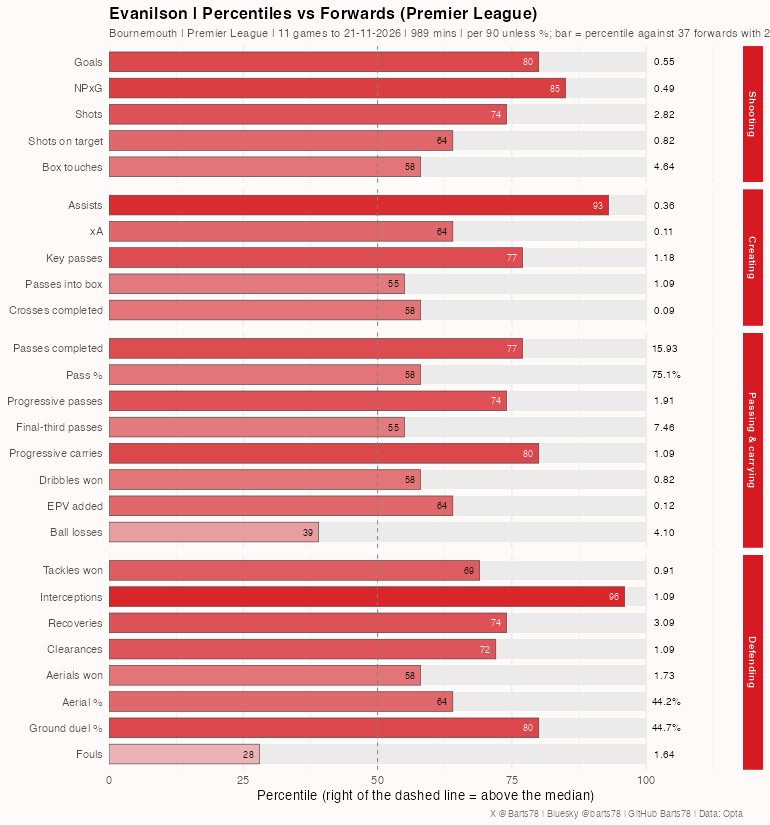 Evanilson | Percentiles vs Forwards (Premier League)
Bournemouth | Premier League | 11 games to 21-11-2026 | 989 mins | per 90 unless %; bar = percentile against 37 forwards with 2
Goals 80 0.55
NPxG 85 0.49
Shots 74 2.82
Shots on target 64 0.82
Box touches 58 4.64
Shooting
Assists 93 0.36
xA 64 0.11
Key passes 77 1.18
Passes into box 55 1.09
Crosses completed 58 0.09
Creating
Passes completed 77 15.93
Pass % 58 75.1%
Progressive passes 74 1.91
Final-third passes 55 7.46
Progressive carries 80 1.09
Dribbles won 58 0.82
EPV added 64 0.12
Ball losses 39 4.10
Passing & carrying
Tackles won 69 0.91
Interceptions 96 1.09
Recoveries 74 3.09
Clearances 72 1.09
Aerials won 58 1.73
Aerial % 64 44.2%
Ground duel % 80 44.7%
Fouls 28 1.64
Defending
0 25 50 75 100
Percentile (right of the dashed line = above the median)
X @Barts78 | Bluesky @barts78 | GitHub Barts78 | Data: Opta